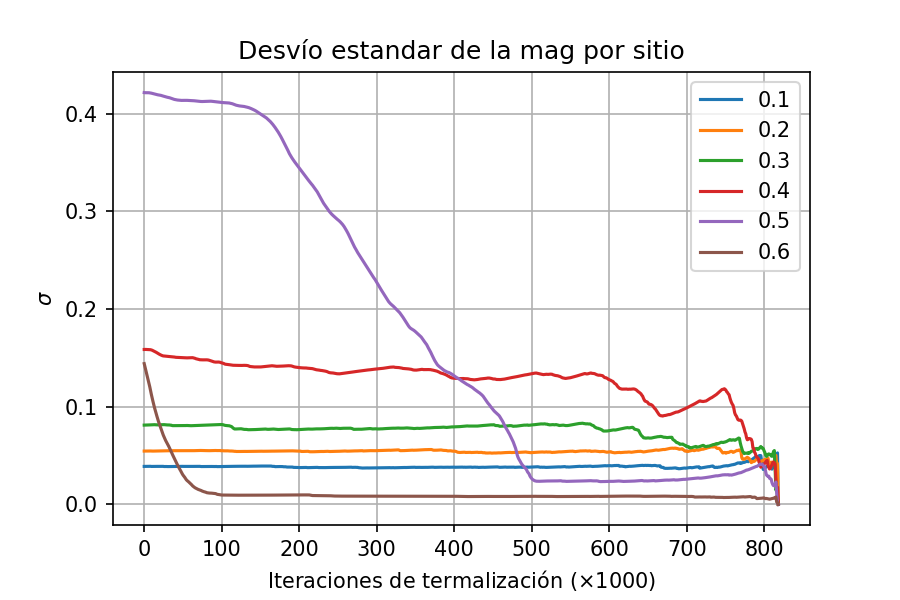 Desvío estandar de la mag por sitio
0.4
0.3
0.2
0.1
0.0
σ
0.1
0.2
0.3
0.4
0.5
0.6
0 100 200 300 400 500 600 700 800
Iteraciones de termalización (×1000)